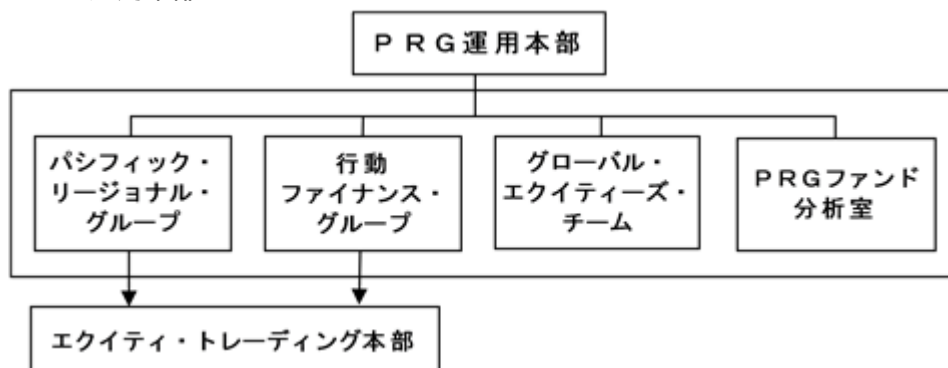 ＰＲＧ運用本部
パシフィック・
リージョナル・
グループ
行動
ファイナンス・
グループ
グローバル・
エクイティーズ・
チーム
ＰＲＧファンド
分析室
エクイティ・トレーディング本部